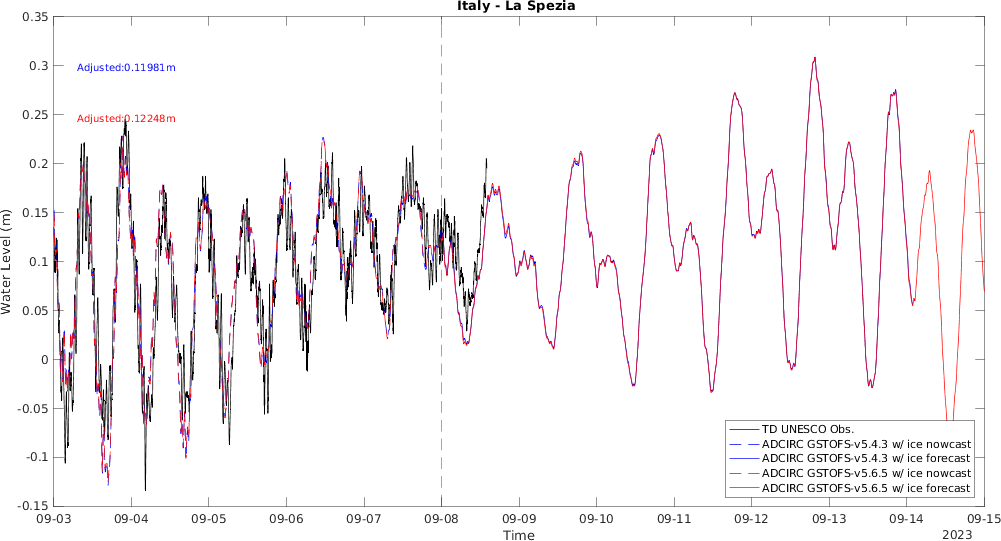 Italy - La Spezia
0.35
0.3
0.25
0.2
0.15
0.1
0.05
0
-0.05
-0.1
-0.15
Water Level (m)
Adjusted:0.11981m
Adjusted:0.12248m
TD UNESCO Obs.
ADCIRC GSTOFS-v5.4.3 w/ ice nowcast
ADCIRC GSTOFS-v5.4.3 w/ ice forecast
ADCIRC GSTOFS-v5.6.5 w/ ice nowcast
ADCIRC GSTOFS-v5.6.5 w/ ice forecast
09-03 09-04 09-05 09-06 09-07 09-08 09-09 09-10 09-11 09-12 09-13 09-14 09-15
Time
2023